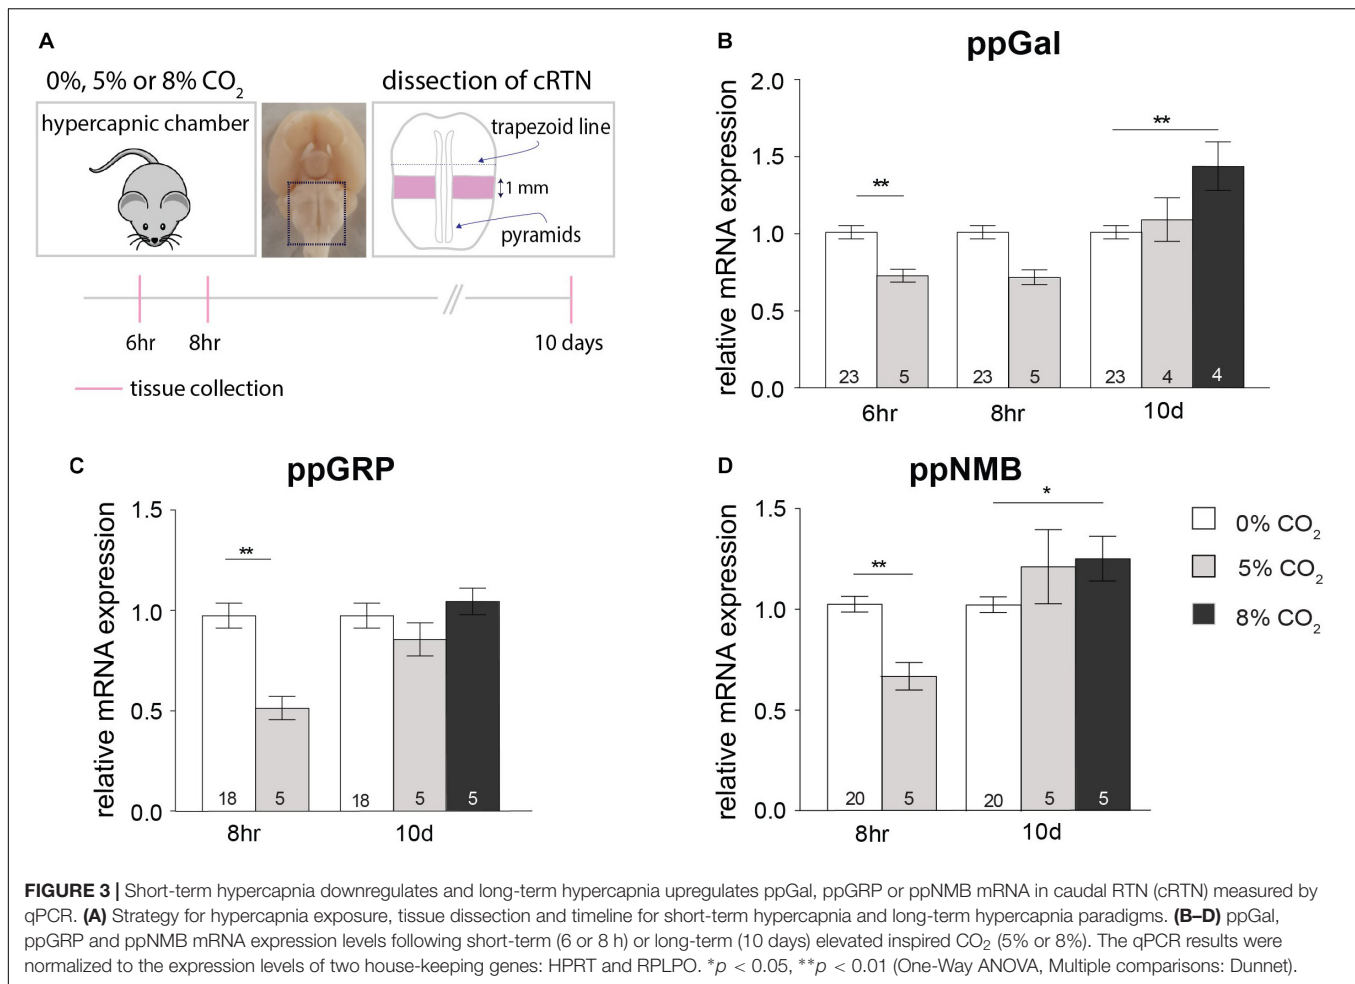 A
0%, 5% or 8% CO2
hypercapnic chamber
dissection of cRTN
trapezoid line
1 mm
pyramids
6hr
8hr
10 days
tissue collection
B
ppGal
relative mRNA expression
2.0
1.5
1.0
0.5
0.0
**
**
23
5
23
5
23
4
4
6hr
8hr
10d
C
ppGRP
relative mRNA expression
1.5
1.0
0.5
0.0
**
18
5
18
5
5
8hr
10d
D
ppNMB
relative mRNA expression
1.5
1.0
0.5
0.0
**
*
20
5
20
5
5
8hr
10d
0% CO2
5% CO2
8% CO2
FIGURE 3 | Short-term hypercapnia downregulates and long-term hypercapnia upregulates ppGal, ppGRP or ppNMB mRNA in caudal RTN (cRTN) measured by
qPCR. (A) Strategy for hypercapnia exposure, tissue dissection and timeline for short-term hypercapnia and long-term hypercapnia paradigms. (B–D) ppGal,
ppGRP and ppNMB mRNA expression levels following short-term (6 or 8 h) or long-term (10 days) elevated inspired CO2 (5% or 8%). The qPCR results were
normalized to the expression levels of two house-keeping genes: HPRT and RPLPO. *p < 0.05, **p < 0.01 (One-Way ANOVA, Multiple comparisons: Dunnet).